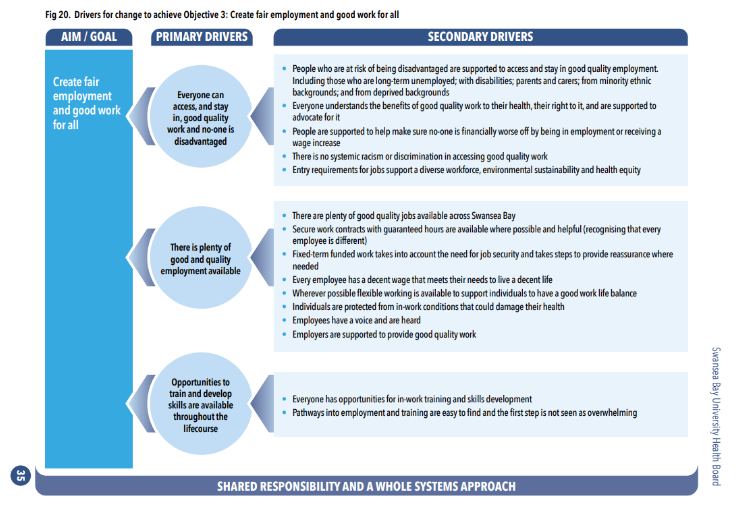 Fig 20. Drivers for change to achieve Objective 3: Create fair employment and good work for all
AIM / GOAL
PRIMARY DRIVERS
SECONDARY DRIVERS
Create fair
employment
and good work
for all
Everyone can
access, and stay
in, good quality
work and no-one is
disadvantaged
• People who are at risk of being disadvantaged are supported to access and stay in good quality employment.
Including those who are long-term unemployed; with disabilities; parents and carers; from minority ethnic
backgrounds; and from deprived backgrounds
• Everyone understands the benefits of good quality work to their health, their right to it, and are supported to
advocate for it
• People are supported to help make sure no-one is financially worse off by being in employment or receiving a
wage increase
• There is no systemic racism or discrimination in accessing good quality work
• Entry requirements for jobs support a diverse workforce, environmental sustainability and health equity
There is plenty of
good and quality
employment available
• There are plenty of good quality jobs available across Swansea Bay
• Secure work contracts with guaranteed hours are available where possible and helpful (recognising that every
employee is different)
• Fixed-term funded work takes into account the need for job security and takes steps to provide reassurance where
needed
• Every employee has a decent wage that meets their needs to live a decent life
• Wherever possible flexible working is available to support individuals to have a good work life balance
• Individuals are protected from in-work conditions that could damage their health
• Employees have a voice and are heard
• Employers are supported to provide good quality work
Opportunities to
train and develop
skills are available
throughout the
lifecourse
• Everyone has opportunities for in-work training and skills development
• Pathways into employment and training are easy to find and the first step is not seen as overwhelming
SHARED RESPONSIBILITY AND A WHOLE SYSTEMS APPROACH
35
Swansea Bay University Health Board